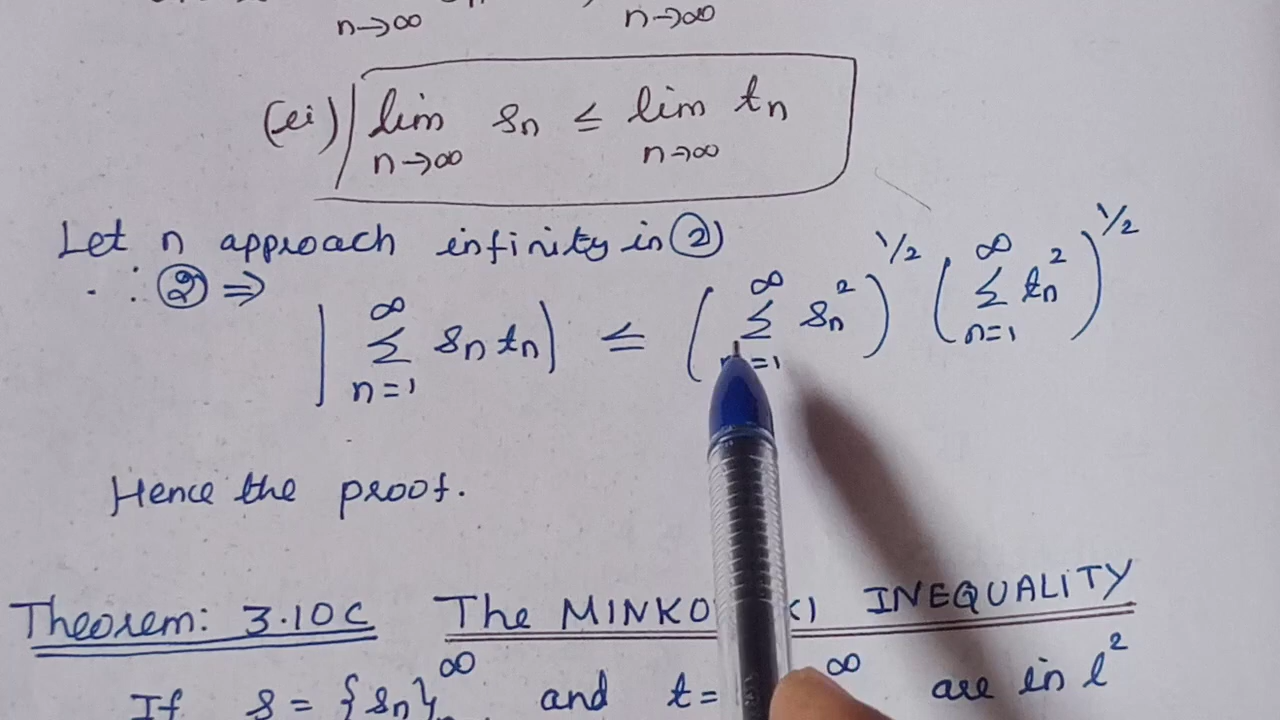 n→∞ n→∞
(ii) lim sₙ ≤ lim tₙ
n→∞ n→∞
Let n approach infinity in ②
∴ ② ⇒
| ∞∑n=1 sₙ tₙ | ≤ ( ∞∑n=1 sₙ² )^1/2 ( ∞∑n=1 tₙ² )^1/2
Hence the proof.
Theorem: 3.10C The INEQUALITY
If s = {sₙ}^∞ and t = ^∞ are in l²